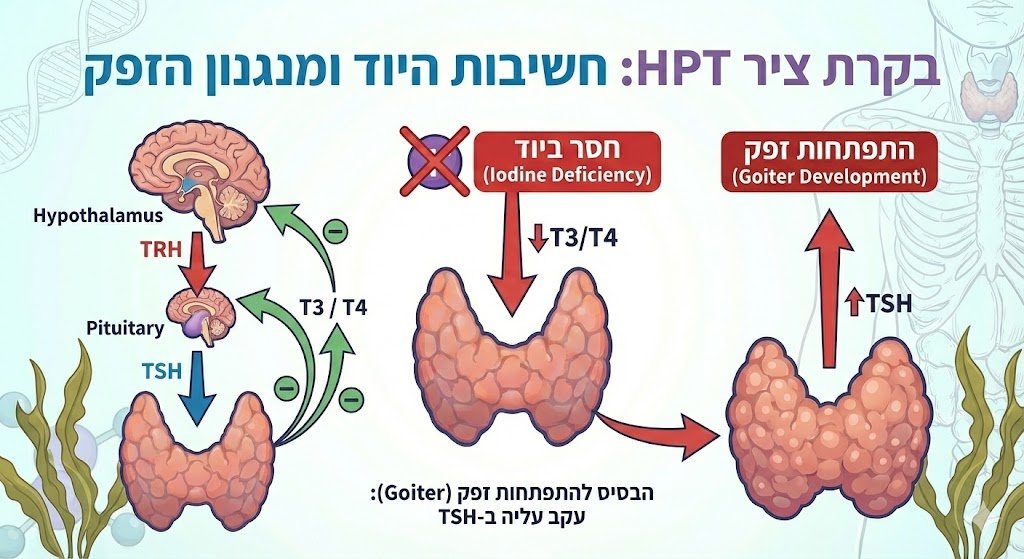 בקרת ציר HPT: חשיבות היוד ומנגנון הזפק
Hypothalamus
TRH
Pituitary
TSH
T3 / T4
חסר ביוד
(Iodine Deficiency)
T3/T4
הבסיס להתפתחות זפק (Goiter):
עקב עליה ב-TSH
התפתחות זפק
(Goiter Development)
TSH